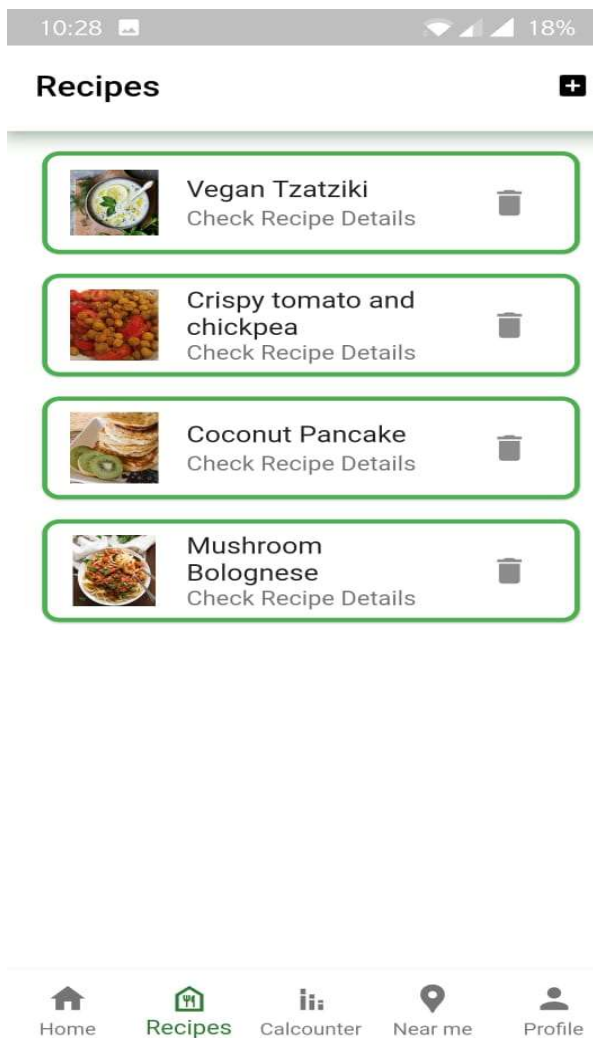 10:28 18%
Recipes
Vegan Tzatziki
Check Recipe Details
Crispy tomato and
chickpea
Check Recipe Details
Coconut Pancake
Check Recipe Details
Mushroom
Bolognese
Check Recipe Details
Home Recipes Calcounter Near me Profile